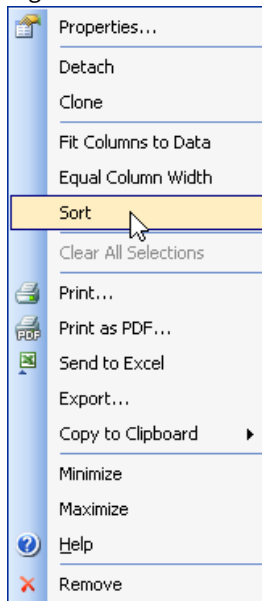 Properties...
Detach
Clone
Fit Columns to Data
Equal Column Width
Sort
Clear All Selections
Print...
PDF Print as PDF...
Send to Excel
Export...
Copy to Clipboard
Minimize
Maximize
? Help
Remove